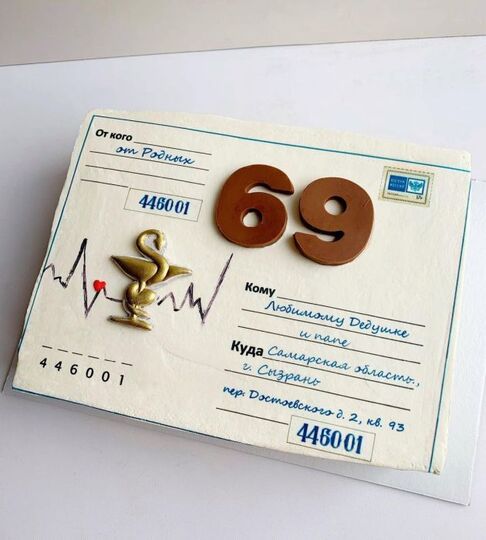 От кого
от Родных
446001
69
Кому
Любимому Дедушке
и папе
Куда Самарская область,
г. Сызрань
пер. Достоевского д. 2, кв. 93
446001
446001